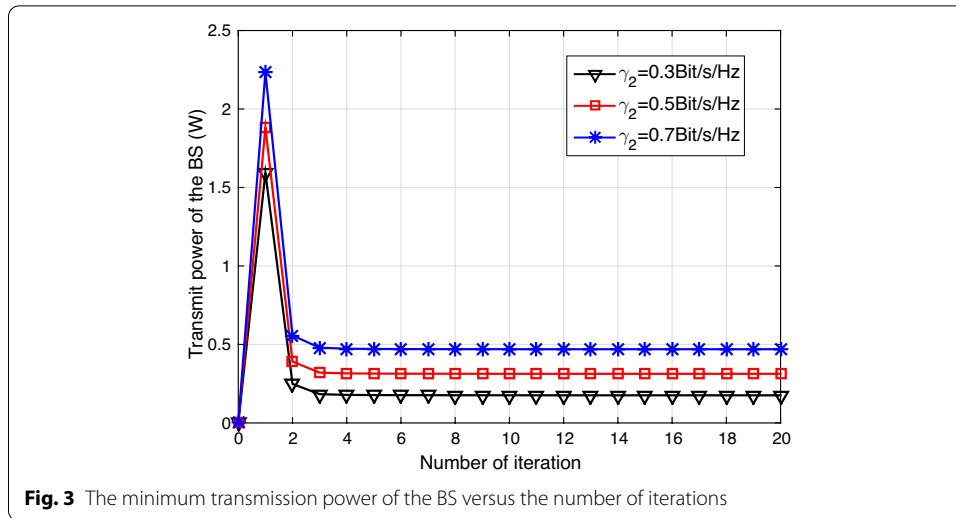 2.5
2
1.5
1
0.5
0
Transmit power of the BS (W)
γ2=0.3Bit/s/Hz
γ2=0.5Bit/s/Hz
γ2=0.7Bit/s/Hz
0 2 4 6 8 10 12 14 16 18 20
Number of iteration
Fig. 3 The minimum transmission power of the BS versus the number of iterations